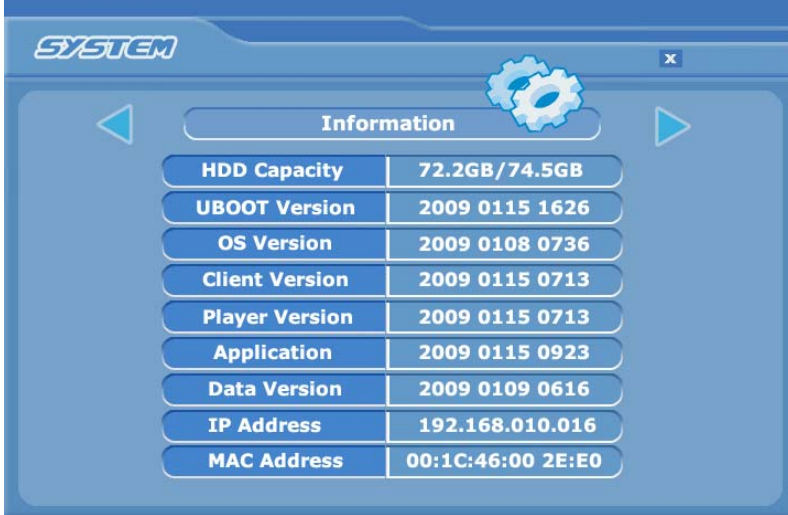 SYSTEM
x
Information
HDD Capacity 72.2GB/74.5GB
UBOOT Version 2009 0115 1626
OS Version 2009 0108 0736
Client Version 2009 0115 0713
Player Version 2009 0115 0713
Application 2009 0115 0923
Data Version 2009 0109 0616
IP Address 192.168.010.016
MAC Address 00:1C:46:00 2E:E0